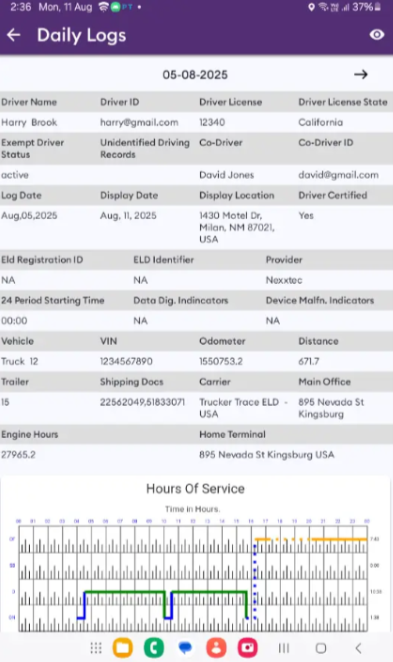 2:36 Mon, 11 Aug PT • 37%
Daily Logs
05-08-2025
Driver Name Driver ID Driver License Driver License State
Harry Brook harry@gmail.com 12340 California
Exempt Driver Status Unidentified Driving Records Co-Driver Co-Driver ID
active David Jones david@gmail.com
Log Date Display Date Display Location Driver Certified
Aug,05,2025 Aug, 11, 2025 1430 Motel Dr, Milan, NM 87021, USA Yes
Eld Registration ID ELD Identifier Provider
NA NA Nexxtec
24 Period Starting Time Data Dig. Indincators Device Malfn. Indicators
00:00 NA NA
Vehicle VIN Odometer Distance
Truck 12 1234567890 1550753.2 671.7
Trailer Shipping Docs Carrier Main Office
15 22562049,51833071 Trucker Trace ELD - USA 895 Nevada St Kingsburg
Engine Hours Home Terminal
27965.2 895 Nevada St Kingsburg USA
Hours Of Service
Time in Hours.